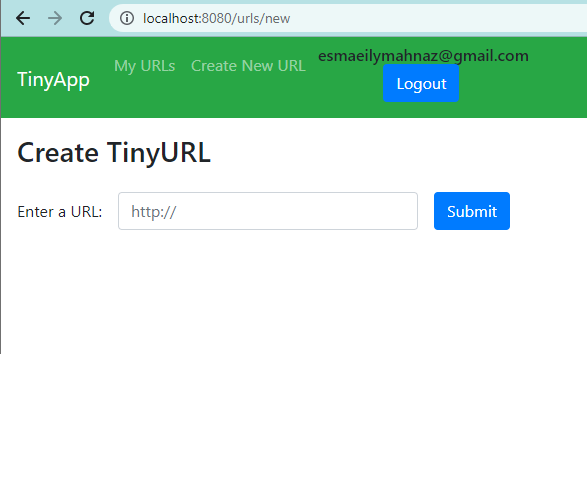 localhost:8080/urls/new
TinyApp My URLs Create New URL esmaeilymahnaz@gmail.com
Logout
Create TinyURL
Enter a URL: http:// Submit